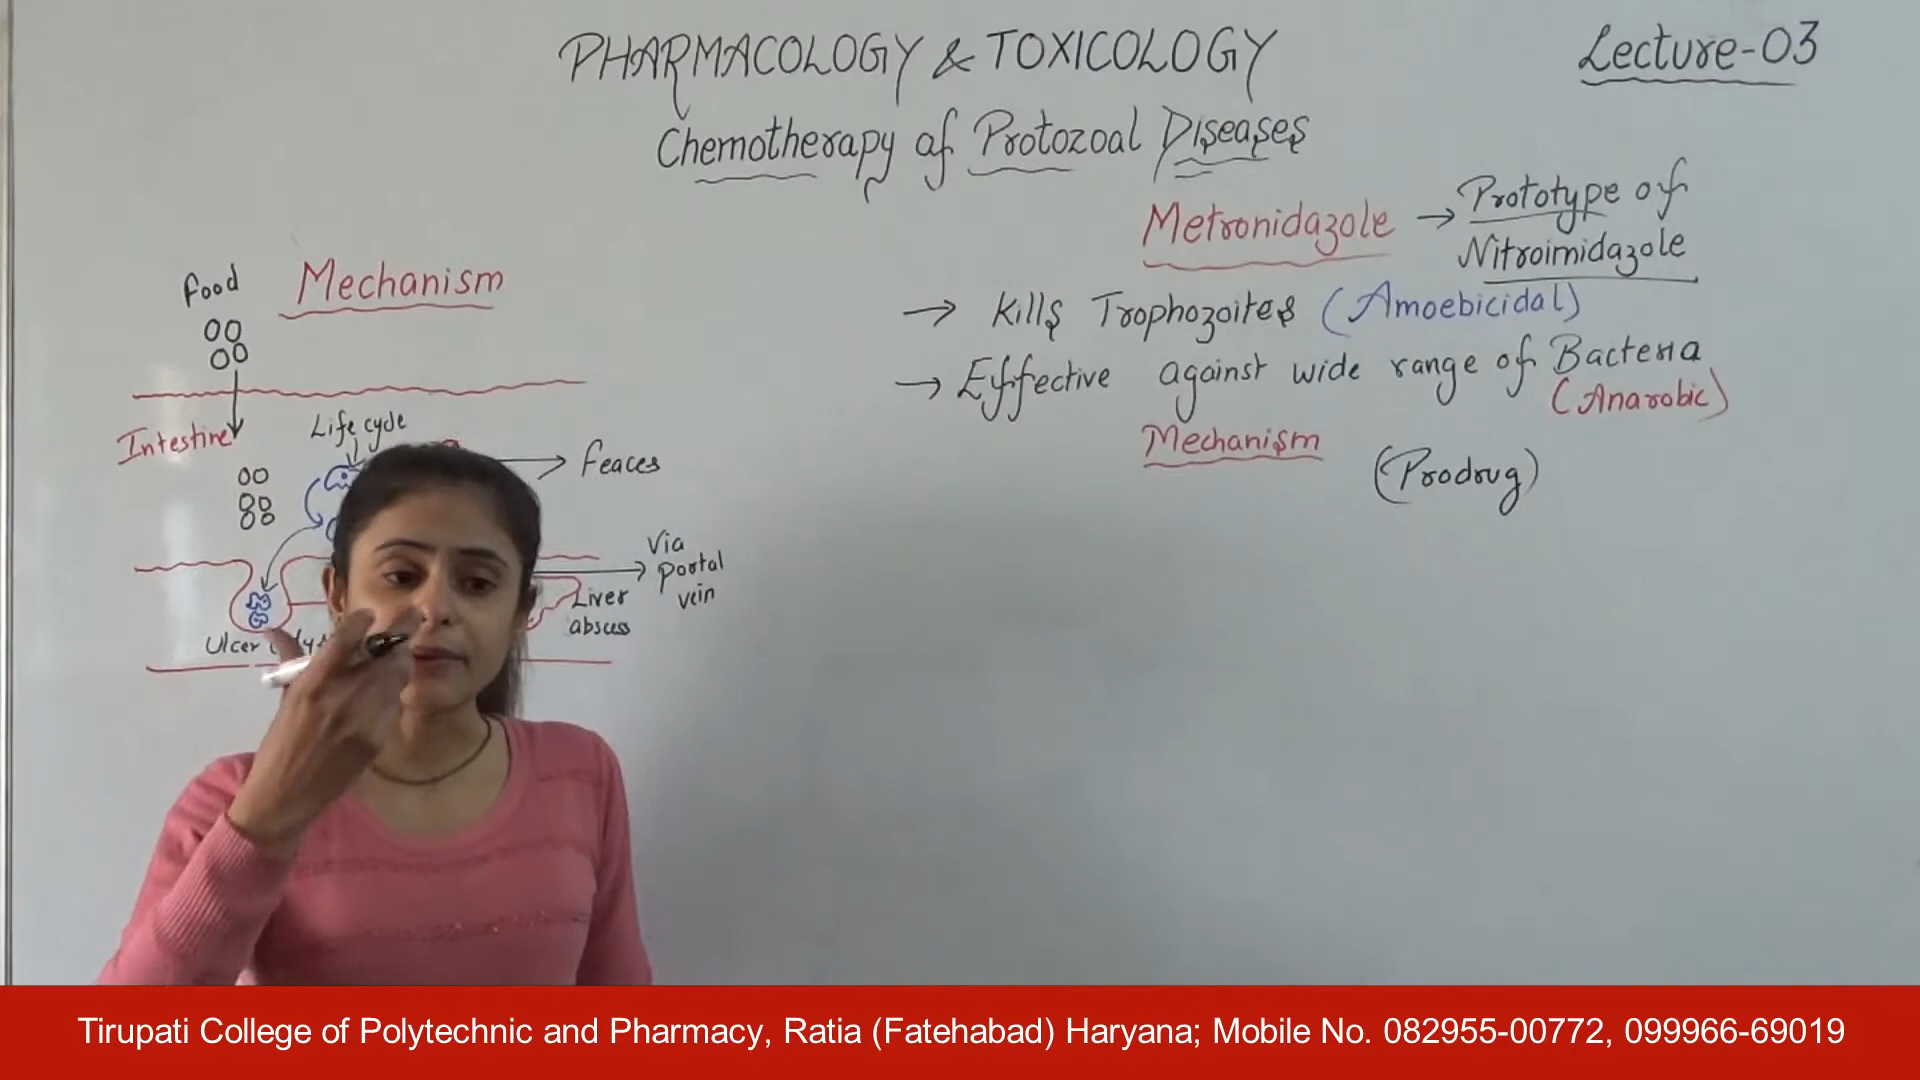 PHARMACOLOGY & TOXICOLOGY
Lecture-03
Chemotherapy of Protozoal Diseases
Food
Mechanism
Intestine
Life cycle
Feaces
Via
portal
vein
Liver
abscess
Ulcer
Metronidazole → Prototype of
Nitroimidazole
→ Kills Trophozoites (Amoebicidal)
→ Effective against wide range of Bacteria
(Anarobic)
Mechanism
(Prodrug)
Tirupati College of Polytechnic and Pharmacy, Ratia (Fatehabad) Haryana; Mobile No. 082955-00772, 099966-69019